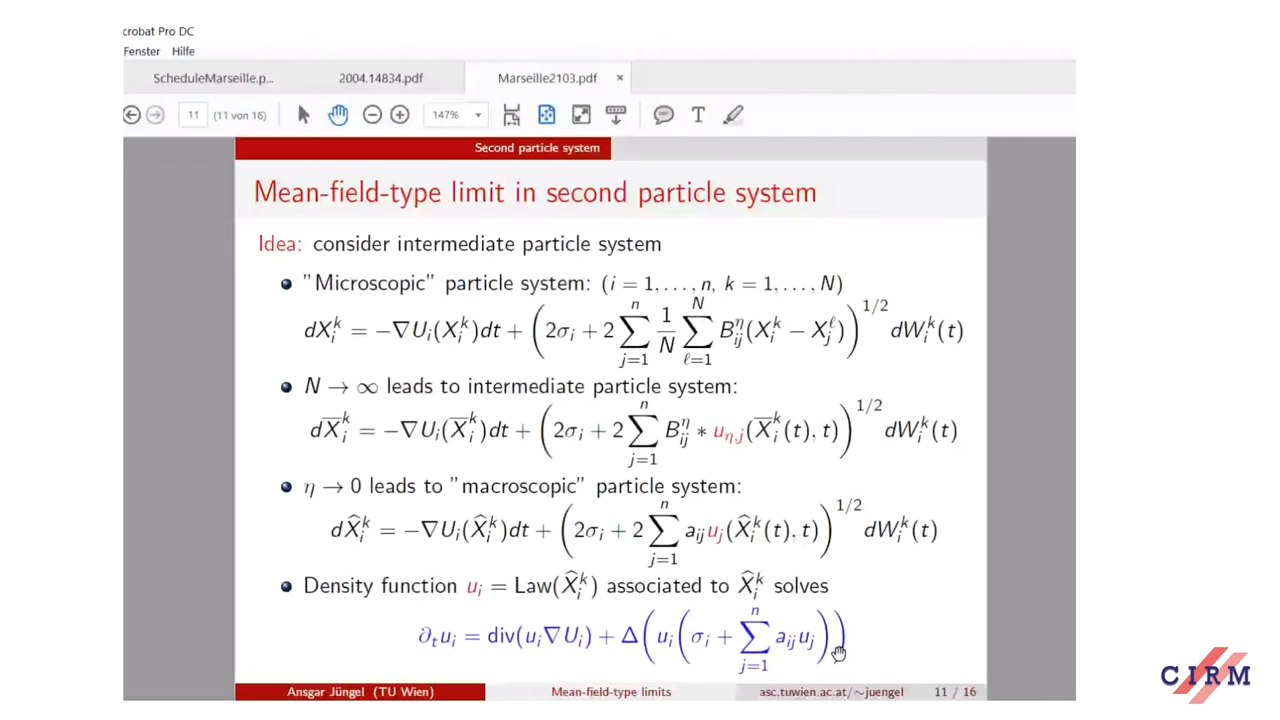 crobat Pro DC
Fenster Hilfe
ScheduleMarseille.p... 2004.14834.pdf Marseille2103.pdf ×
11 (11 von 16) 147% T
Second particle system
Mean-field-type limit in second particle system
Idea: consider intermediate particle system
"Microscopic" particle system: (i = 1, . . . , n, k = 1, . . . , N)
dX_i^k = −∇U_i(X_i^k)dt + (2σ_i + 2 ∑_{j=1}^n 1/N ∑_{ℓ=1}^N B_{ij}^η(X_i^k − X_j^ℓ))^{1/2} dW_i^k(t)
N → ∞ leads to intermediate particle system:
dX̅_i^k = −∇U_i(X̅_i^k)dt + (2σ_i + 2 ∑_{j=1}^n B_{ij}^η ∗ u_{η,j}(X̅_i^k(t), t))^{1/2} dW_i^k(t)
η → 0 leads to "macroscopic" particle system:
dX̂_i^k = −∇U_i(X̂_i^k)dt + (2σ_i + 2 ∑_{j=1}^n a_{ij}u_j(X̂_i^k(t), t))^{1/2} dW_i^k(t)
Density function u_i = Law(X̂_i^k) associated to X̂_i^k solves
∂_t u_i = div(u_i∇U_i) + Δ(u_i(σ_i + ∑_{j=1}^n a_{ij}u_j))
Ansgar Jüngel (TU Wien) Mean-field-type limits asc.tuwien.ac.at/∼juengel 11 / 16
CIRM